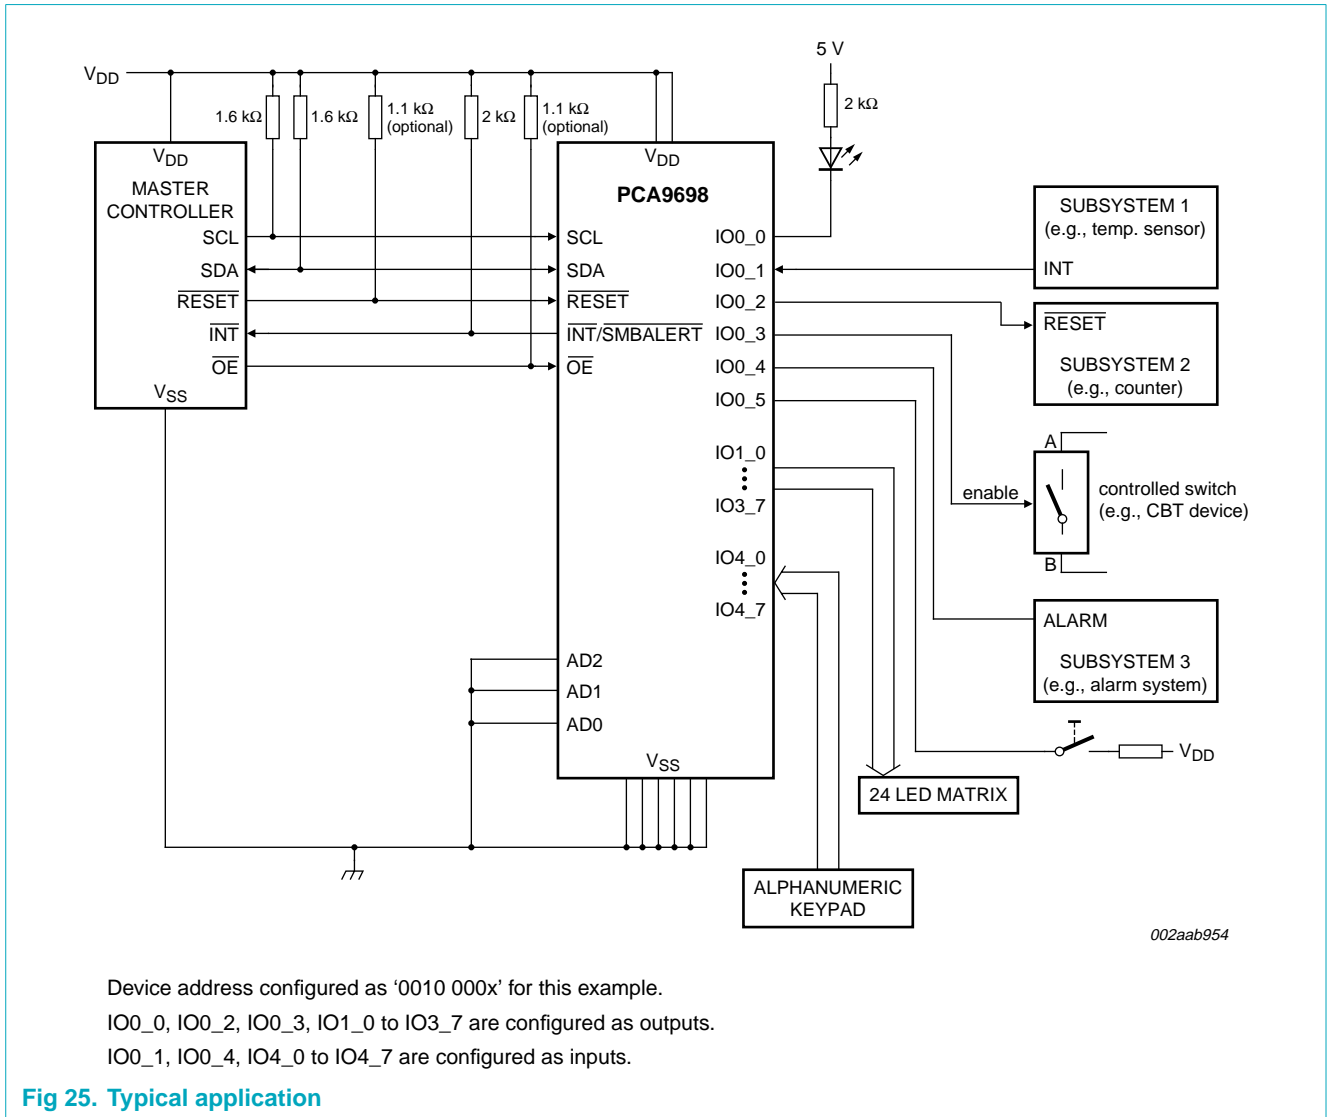 5 V
VDD
2 kΩ
1.6 kΩ
1.6 kΩ
1.1 kΩ
(optional)
2 kΩ
1.1 kΩ
(optional)
VDD
MASTER
CONTROLLER
SCL
SDA
RESET
INT
OE
VSS
VDD
PCA9698
SCL
SDA
RESET
INT/SMBALERT
OE
AD2
AD1
AD0
VSS
IO0_0
IO0_1
IO0_2
IO0_3
IO0_4
IO0_5
IO1_0
IO3_7
IO4_0
IO4_7
SUBSYSTEM 1
(e.g., temp. sensor)
INT
RESET
SUBSYSTEM 2
(e.g., counter)
A
enable
controlled switch
(e.g., CBT device)
B
ALARM
SUBSYSTEM 3
(e.g., alarm system)
VDD
24 LED MATRIX
ALPHANUMERIC
KEYPAD
002aab954
Device address configured as ‘0010 000x’ for this example.
IO0_0, IO0_2, IO0_3, IO1_0 to IO3_7 are configured as outputs.
IO0_1, IO0_4, IO4_0 to IO4_7 are configured as inputs.
Fig 25. Typical application